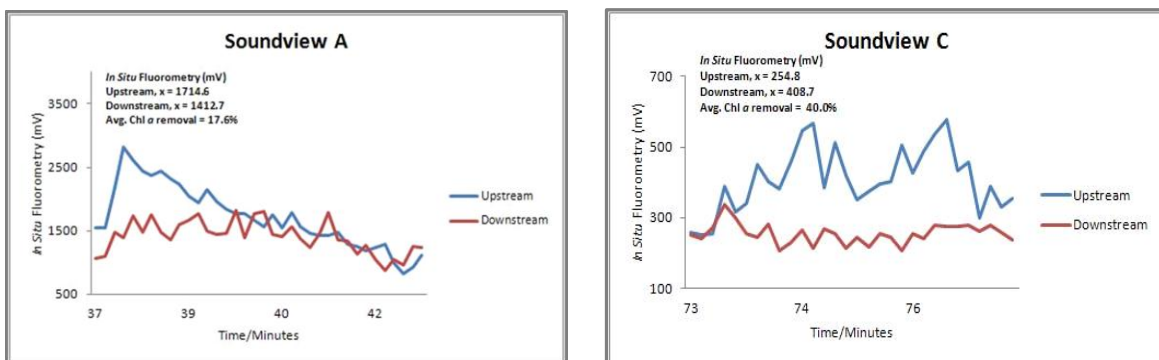 Soundview A
In Situ Fluorometry (mV)
Upstream, x = 1714.6
Downstream, x = 1412.7
Avg. Chl a removal = 17.6%
In Situ Fluorometry (mV)
3500
2500
1500
500
37
39
40
42
Time/Minutes
Upstream
Downstream
Soundview C
In Situ Fluorometry (mV)
Upstream, x = 254.8
Downstream, x = 408.7
Avg. Chl a removal = 40.0%
In Situ Fluorometry (mV)
700
500
300
100
73
74
76
Time/Minutes
Upstream
Downstream